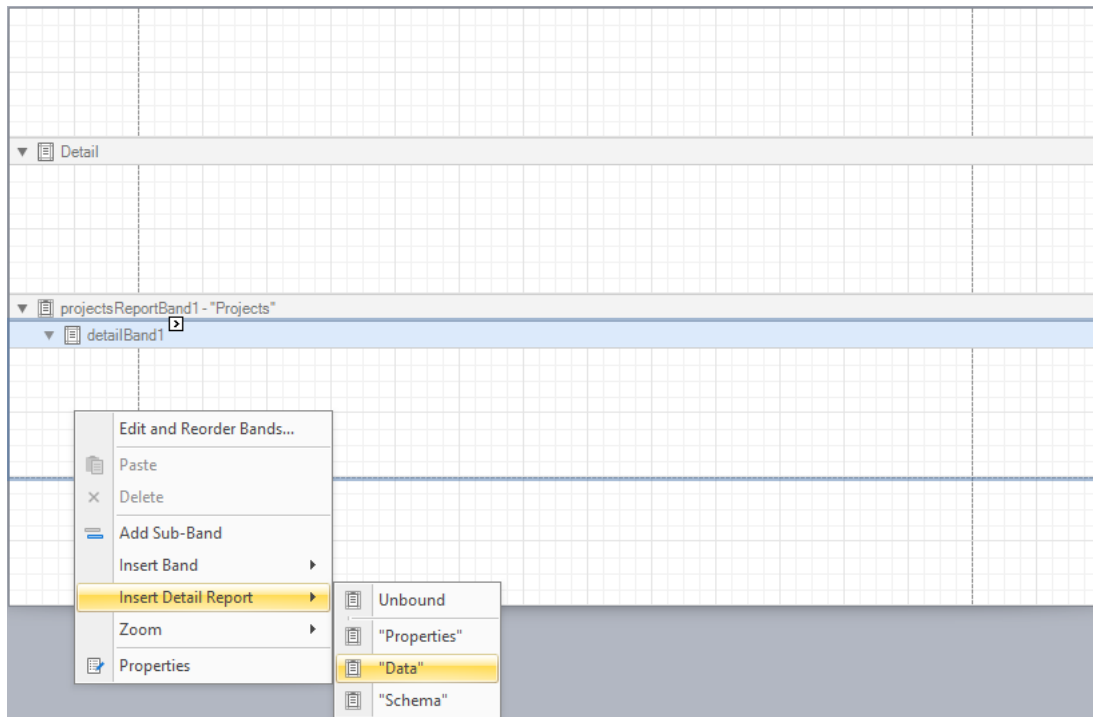 Detail
projectsReportBand1 - "Projects"
detailBand1
Edit and Reorder Bands...
Paste
Delete
Add Sub-Band
Insert Band
Insert Detail Report
Unbound
Zoom
"Properties"
Properties
"Data"
"Schema"